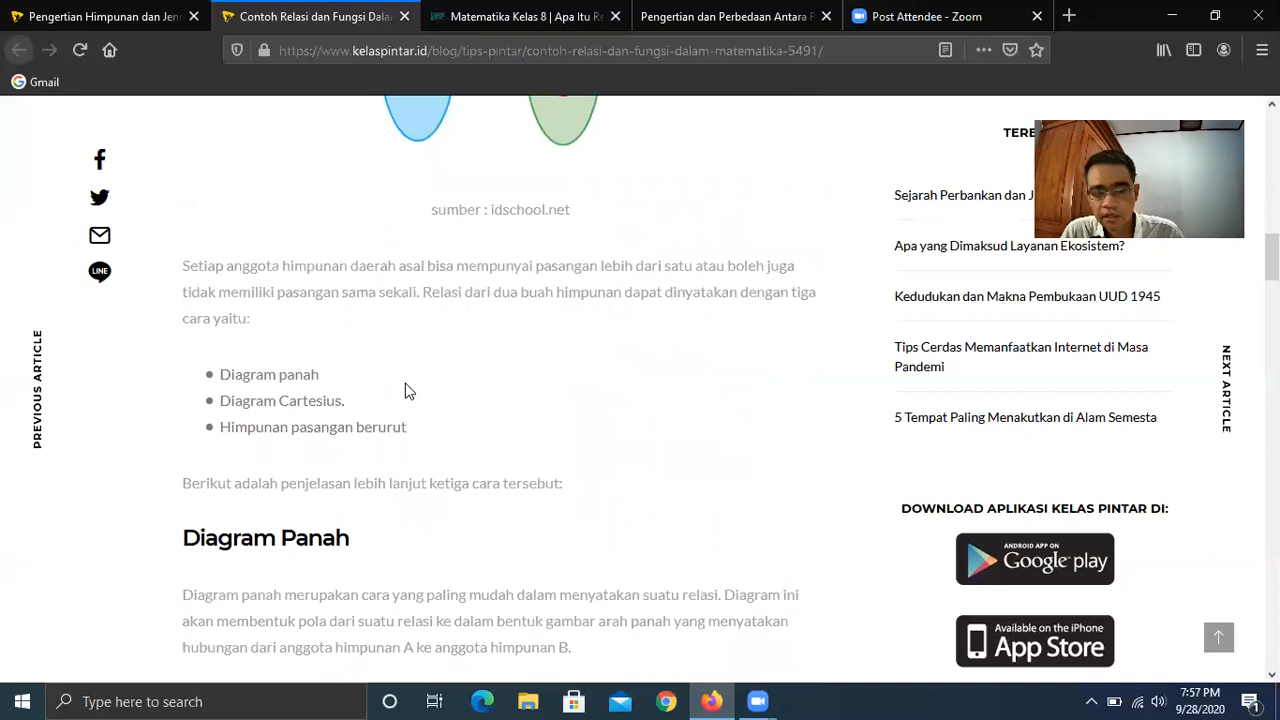 Pengertian Himpunan dan Jen
Contoh Relasi dan Fungsi Dala
Matematika Kelas 8 | Apa Itu Re
Pengertian dan Perbedaan Antara F
Post Attendee - Zoom
https://www.kelaspintar.id/blog/tips-pintar/contoh-relasi-dan-fungsi-dalam-matematika-5491/
Gmail
PREVIOUS ARTICLE
LINE
sumber : idschool.net
Setiap anggota himpunan daerah asal bisa mempunyai pasangan lebih dari satu atau boleh juga
tidak memiliki pasangan sama sekali. Relasi dari dua buah himpunan dapat dinyatakan dengan tiga
cara yaitu:
Diagram panah
Diagram Cartesius.
Himpunan pasangan berurut
Berikut adalah penjelasan lebih lanjut ketiga cara tersebut:
Diagram Panah
Diagram panah merupakan cara yang paling mudah dalam menyatakan suatu relasi. Diagram ini
akan membentuk pola dari suatu relasi ke dalam bentuk gambar arah panah yang menyatakan
hubungan dari anggota himpunan A ke anggota himpunan B.
TERE
Sejarah Perbankan dan J
Apa yang Dimaksud Layanan Ekosistem?
Kedudukan dan Makna Pembukaan UUD 1945
Tips Cerdas Memanfaatkan Internet di Masa
Pandemi
5 Tempat Paling Menakutkan di Alam Semesta
DOWNLOAD APLIKASI KELAS PINTAR DI:
ANDROID APP ON
Google play
Available on the iPhone
App Store
NEXT ARTICLE
Type here to search
7:57 PM
9/28/2020
1